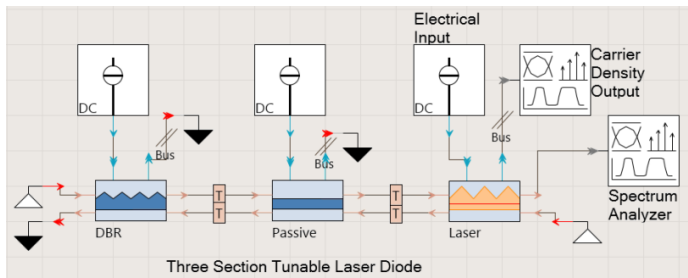 Electrical
Input
Carrier
Density
Output
DC
DC
DC
Bus
Bus
Bus
T
T
T
T
Spectrum
Analyzer
DBR
Passive
Laser
Three Section Tunable Laser Diode